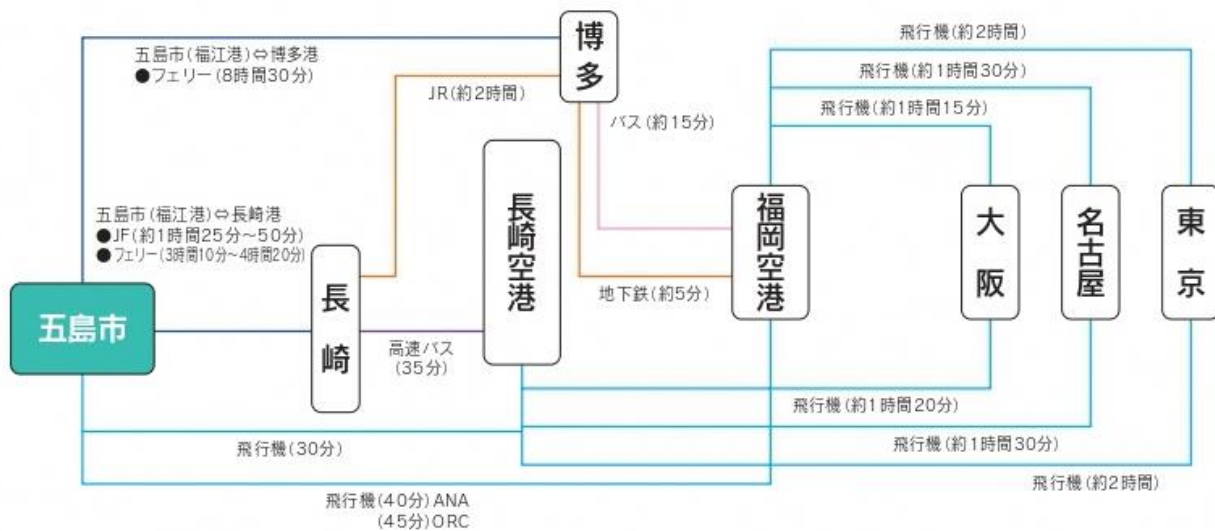 博多
飛行機(約2時間)
五島市(福江港)⇔博多港
●フェリー(8時間30分)
飛行機(約1時間30分)
JR(約2時間)
飛行機(約1時間15分)
バス(約15分)
長崎空港
福岡空港
大阪
名古屋
東京
五島市(福江港)⇔長崎港
●JF(約1時間25分～50分)
●フェリー(3時間10分～4時間20分)
長崎
五島市
地下鉄(約5分)
高速バス
(35分)
飛行機(約1時間20分)
飛行機(30分)
飛行機(約1時間30分)
飛行機(約2時間)
飛行機(40分)ANA
(45分)ORC